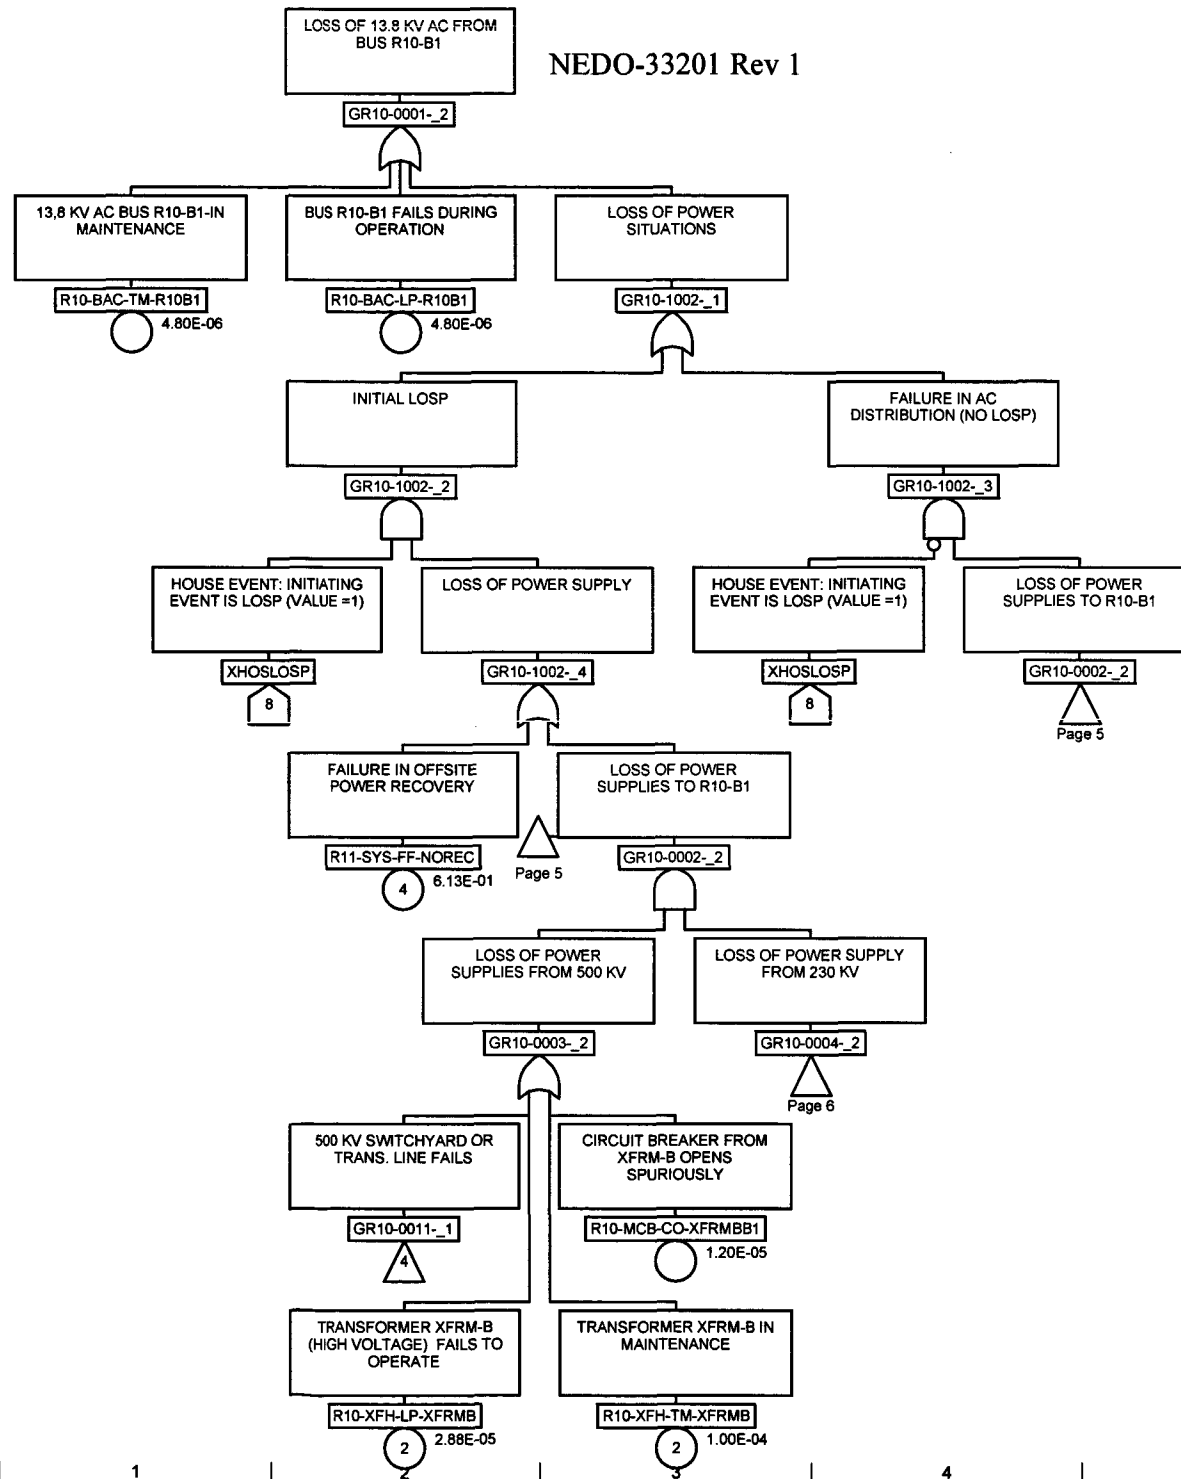 LOSS OF 13.8 KV AC FROM
BUS R10-B1
NEDO-33201 Rev 1
GR10-0001-_2
13,8 KV AC BUS R10-B1-IN
MAINTENANCE
BUS R10-B1 FAILS DURING
OPERATION
LOSS OF POWER
SITUATIONS
R10-BAC-TM-R10B1
4.80E-06
R10-BAC-LP-R10B1
4.80E-06
GR10-1002-_1
INITIAL LOSP
FAILURE IN AC
DISTRIBUTION (NO LOSP)
GR10-1002-_2
GR10-1002-_3
HOUSE EVENT: INITIATING
EVENT IS LOSP (VALUE =1)
LOSS OF POWER SUPPLY
HOUSE EVENT: INITIATING
EVENT IS LOSP (VALUE =1)
LOSS OF POWER
SUPPLIES TO R10-B1
XHOSLOSP
8
GR10-1002-_4
XHOSLOSP
8
GR10-0002-_2
Page 5
FAILURE IN OFFSITE
POWER RECOVERY
LOSS OF POWER
SUPPLIES TO R10-B1
R11-SYS-FF-NOREC
4
6.13E-01
Page 5
GR10-0002-_2
LOSS OF POWER
SUPPLIES FROM 500 KV
LOSS OF POWER SUPPLY
FROM 230 KV
GR10-0003-_2
GR10-0004-_2
Page 6
500 KV SWITCHYARD OR
TRANS. LINE FAILS
CIRCUIT BREAKER FROM
XFRM-B OPENS
SPURIOUSLY
GR10-0011-_1
4
R10-MCB-CO-XFRMBB1
1.20E-05
TRANSFORMER XFRM-B
(HIGH VOLTAGE) FAILS TO
OPERATE
TRANSFORMER XFRM-B IN
MAINTENANCE
R10-XFH-LP-XFRMB
2
2.88E-05
R10-XFH-TM-XFRMB
2
1.00E-04
1 2 3 4